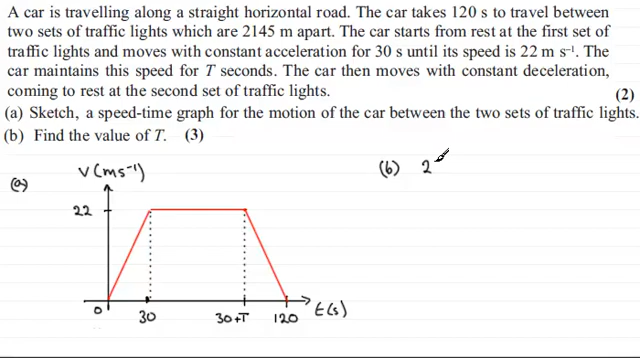 A car is travelling along a straight horizontal road. The car takes 120 s to travel between
two sets of traffic lights which are 2145 m apart. The car starts from rest at the first set of
traffic lights and moves with constant acceleration for 30 s until its speed is 22 m s⁻¹. The
car maintains this speed for T seconds. The car then moves with constant deceleration,
coming to rest at the second set of traffic lights.
(2)
(a) Sketch, a speed-time graph for the motion of the car between the two sets of traffic lights.
(b) Find the value of T. (3)
(a)
V(ms⁻¹)
(b) 2
22
0
30
30+T
120
t(s)